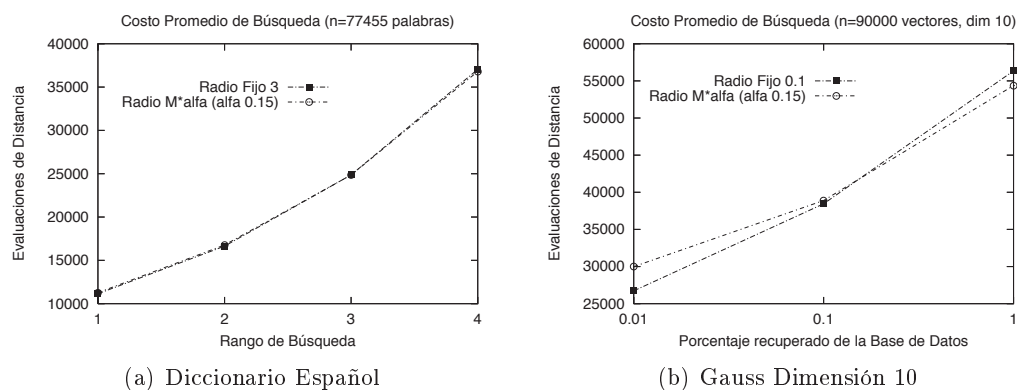 Costo Promedio de Búsqueda (n=77455 palabras)
40000
35000
30000
25000
20000
15000
10000
Evaluaciones de Distancia
Radio Fijo 3
Radio M*alfa (alfa 0.15)
1 2 3 4
Rango de Búsqueda
(a) Diccionario Español
Costo Promedio de Búsqueda (n=90000 vectores, dim 10)
60000
55000
50000
45000
40000
35000
30000
25000
Evaluaciones de Distancia
Radio Fijo 0.1
Radio M*alfa (alfa 0.15)
0.01 0.1 1
Porcentaje recuperado de la Base de Datos
(b) Gauss Dimensión 10